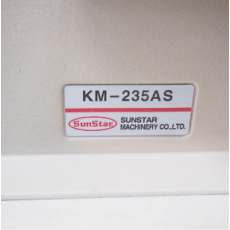 KM-235AS
SunStar
SUNSTAR
MACHINERY CO.,LTD.